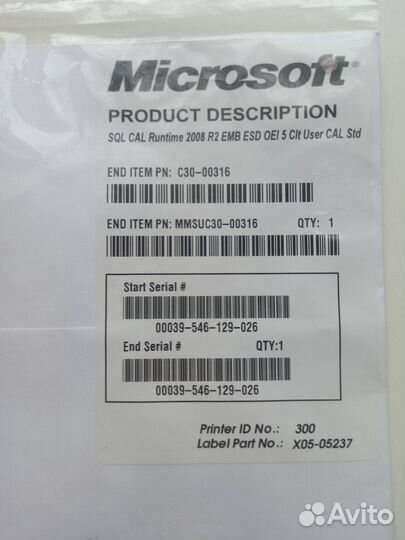 Microsoft®
PRODUCT DESCRIPTION
SQL CAL Runtime 2008 R2 EMB ESD OEI 5 Clt User CAL Std
END ITEM PN: C30-00316
END ITEM PN: MMSUC30-00316 QTY: 1
Start Serial #
00039-546-129-026
End Serial # QTY:1
00039-546-129-026
Printer ID No.: 300
Label Part No.: X05-05237
Avito